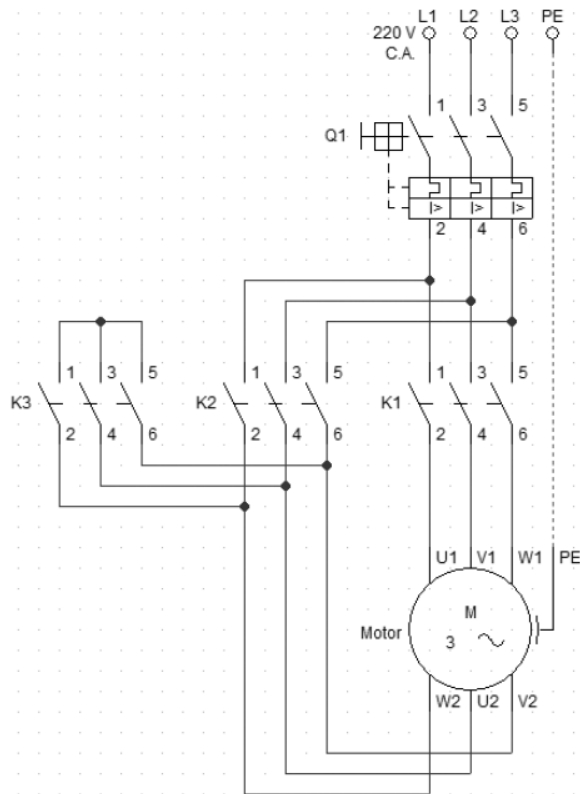 L1 L2 L3 PE
220 V
C.A.
1 3 5
Q1
I> I> I>
2 4 6
1 3 5 1 3 5 1 3 5
K3 K2 K1
2 4 6 2 4 6 2 4 6
U1 V1 W1 PE
M
Motor
3
W2 U2 V2